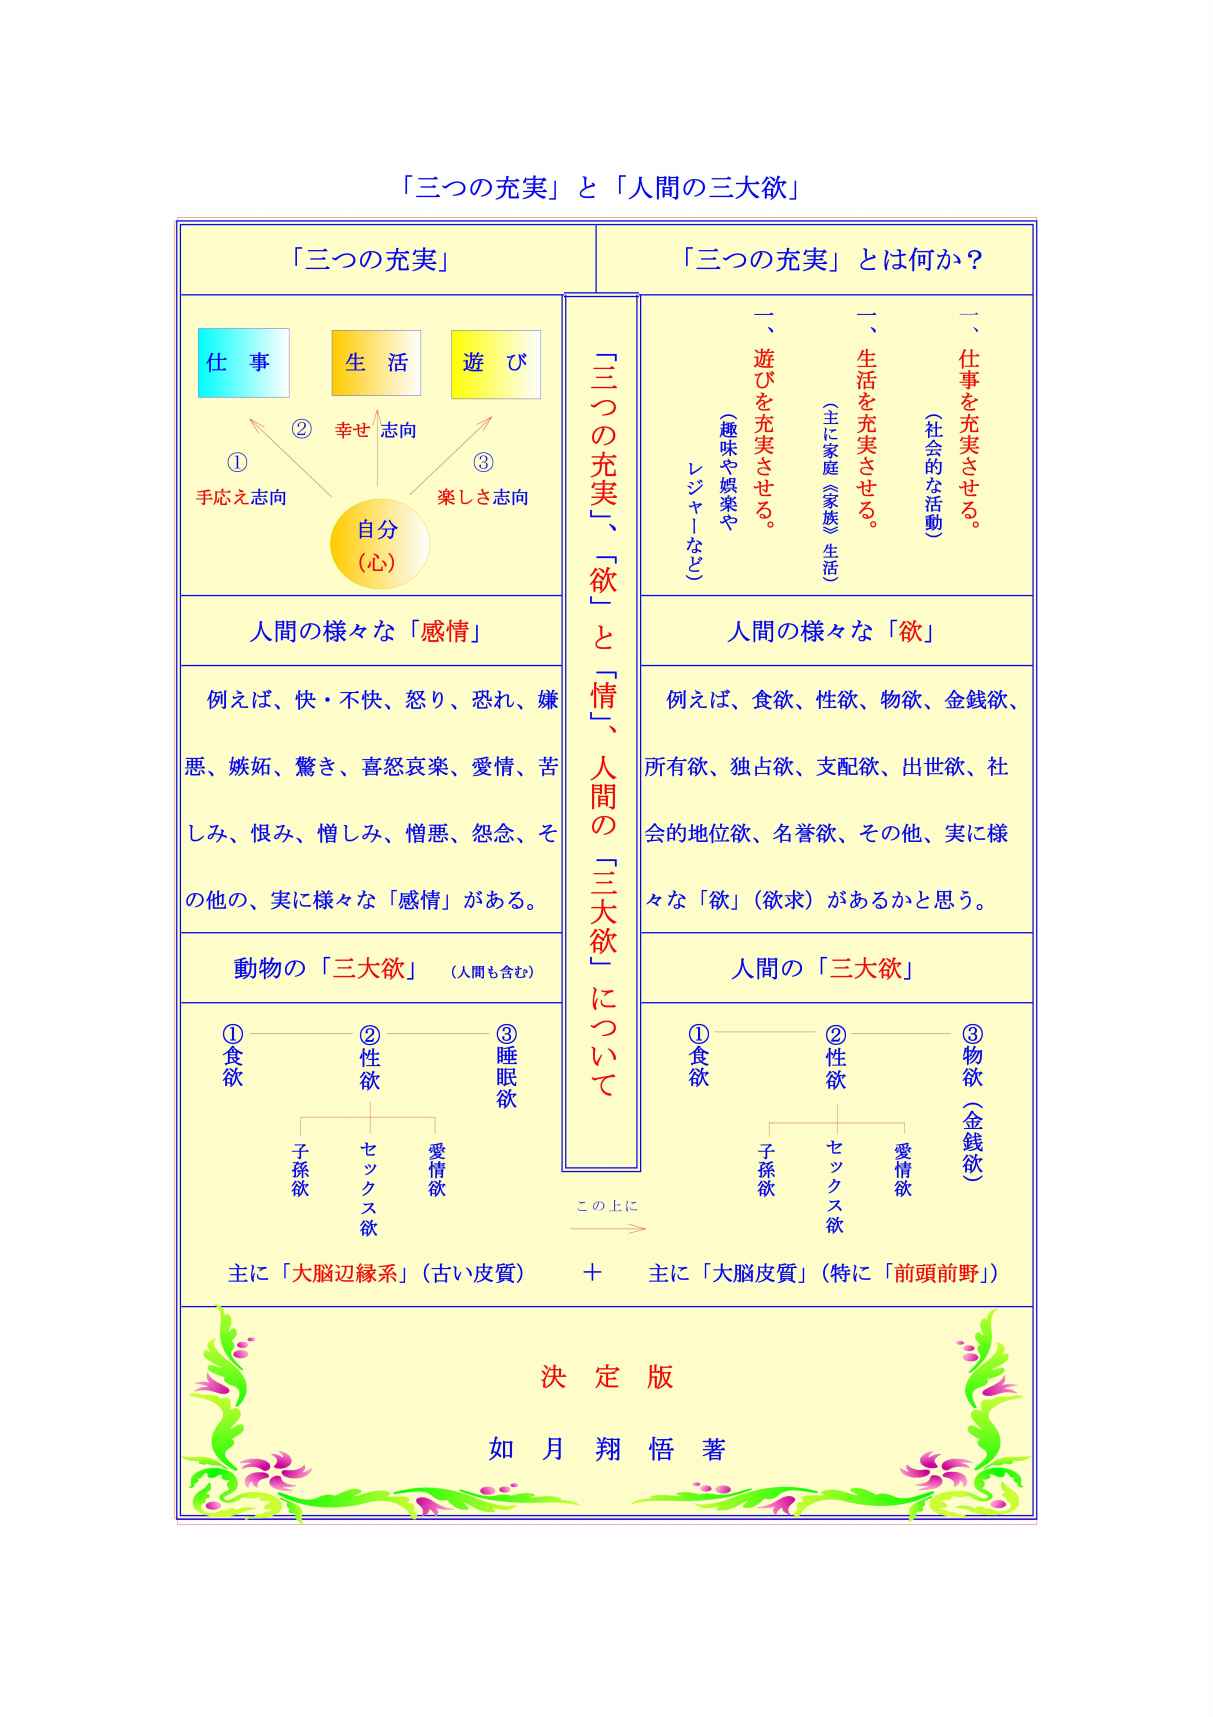 「三つの充実」と「人間の三大欲」
「三つの充実」
「三つの充実」とは何か?
仕 事
生 活
遊 び
②
幸せ 志向
①
手応え志向
③
楽しさ志向
自分
(心)
「三つの充実」、「欲」と「情」、人間の「三大欲」について
一、仕事を充実させる。
(社会的な活動)
一、生活を充実させる。
(主に家庭《家族》生活)
一、遊びを充実させる。
(趣味や娯楽や
レジャーなど)
人間の様々な「感情」
例えば、快・不快、怒り、恐れ、嫌
悪、嫉妬、驚き、喜怒哀楽、愛情、苦
しみ、恨み、憎しみ、憎悪、怨念、そ
の他の、実に様々な「感情」がある。
人間の様々な「欲」
例えば、食欲、性欲、物欲、金銭欲、
所有欲、独占欲、支配欲、出世欲、社
会的地位欲、名誉欲、その他、実に様
々な「欲」(欲求)があるかと思う。
動物の「三大欲」 (人間も含む)
①食欲
②性欲
③睡眠欲
子孫欲
セックス欲
愛情欲
主に「大脳辺縁系」(古い皮質)
この上に
+
人間の「三大欲」
①食欲
②性欲
③物欲(金銭欲)
子孫欲
セックス欲
愛情欲
主に「大脳皮質」(特に「前頭前野」)
決 定 版
如 月 翔 悟 著